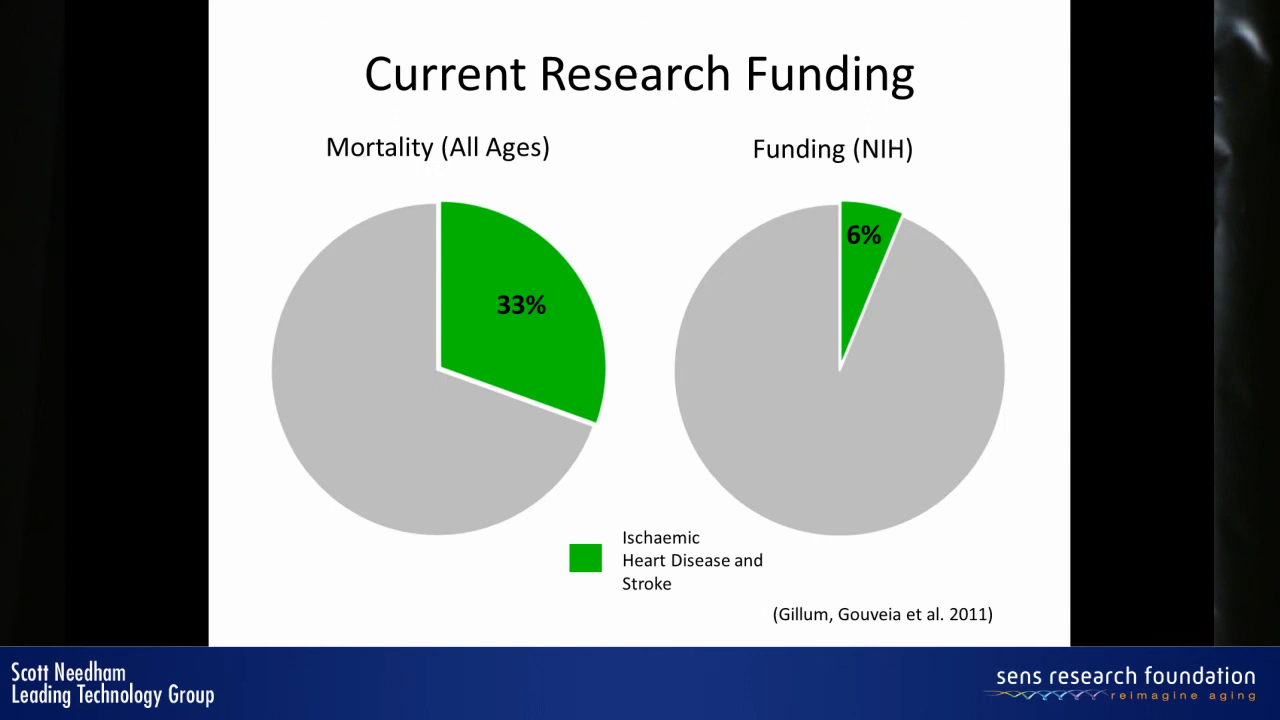 Current Research Funding
Mortality (All Ages)
Funding (NIH)
33%
6%
Ischaemic
Heart Disease and
Stroke
(Gillum, Gouveia et al. 2011)
Scott Needham
Leading Technology Group
sens research foundation
reimagine aging